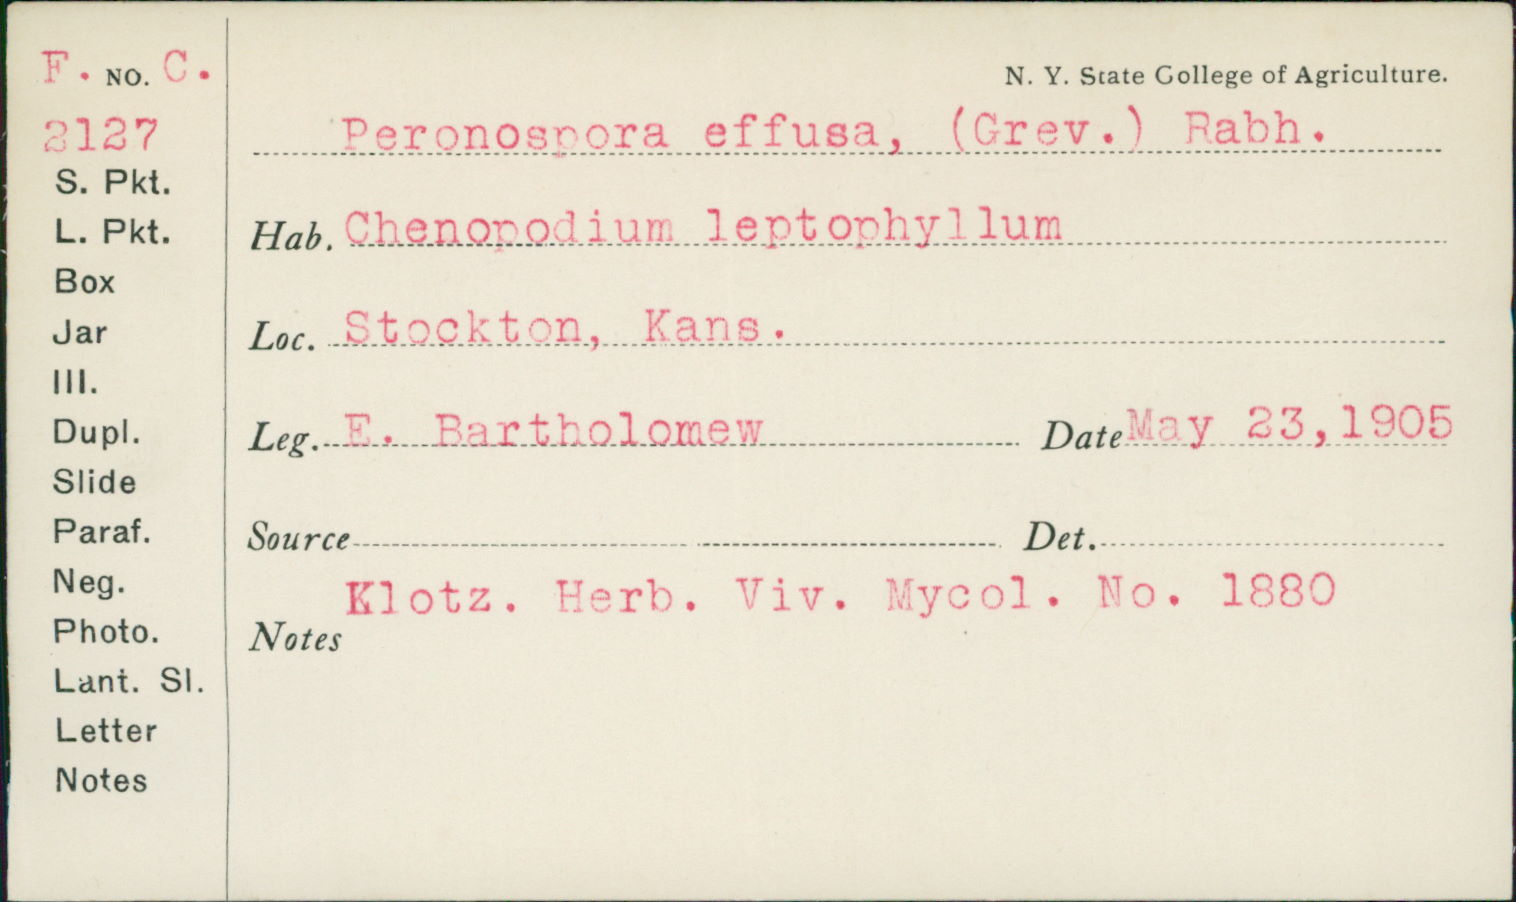 F. NO. C.
2127
S. Pkt.
L. Pkt.
Box
Jar
Ill.
Dupl.
Slide
Paraf.
Neg.
Photo.
Lant. Sl.
Letter
Notes
N. Y. State College of Agriculture.
Peronospora effusa, (Grev.) Rabh.
Hab. Chenopodium leptophyllum
Loc. Stockton, Kans.
Leg. E. Bartholomew Date May 23,1905
Source Det.
Klotz. Herb. Viv. Mycol. No. 1880
Notes